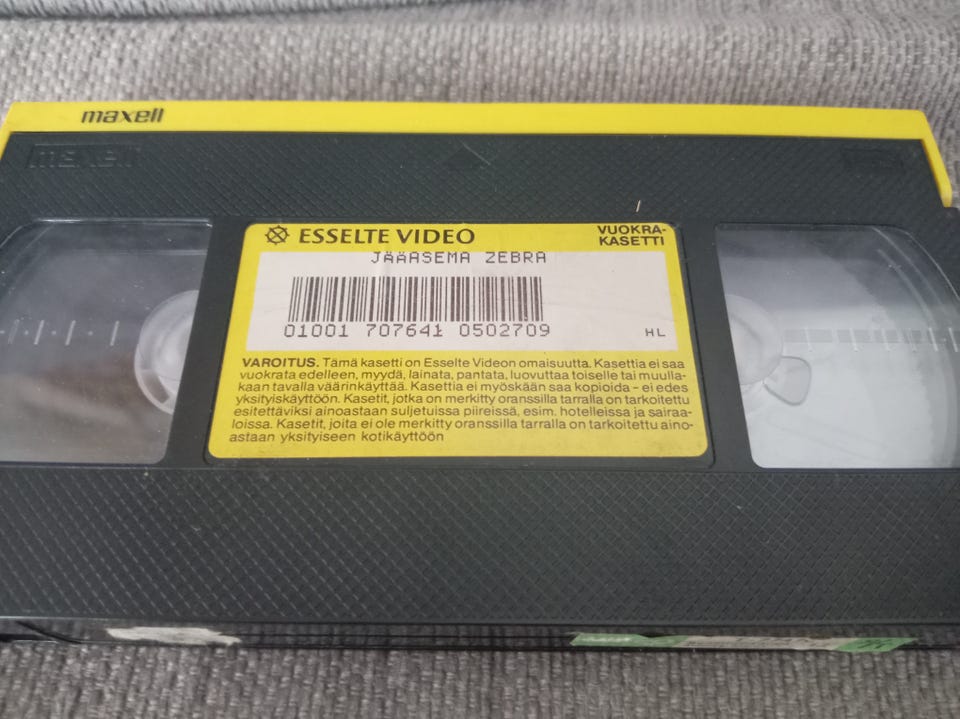 maxell
maxell
ESSELTE VIDEO
VUOKRA-
KASETTI
JÄÄASEMA ZEBRA
01001 707641 0502709
HL
VAROITUS. Tämä kasetti on Esselte Videon omaisuutta. Kasettia ei saa
vuokrata edelleen, myydä, lainata, pantata, luovuttaa toiselle tai muulla-
kaan tavalla väärinkäyttää. Kasettia ei myöskään saa kopioida – ei edes
yksityiskäyttöön. Kasetit, jotka on merkitty oranssilla tarralla on tarkoitettu
esitettäviksi ainoastaan suljetuissa piireissä, esim. hotelleissa ja sairaa-
loissa. Kasetit, joita ei ole merkitty oranssilla tarralla on tarkoitettu aino-
astaan yksityiseen kotikäyttöön